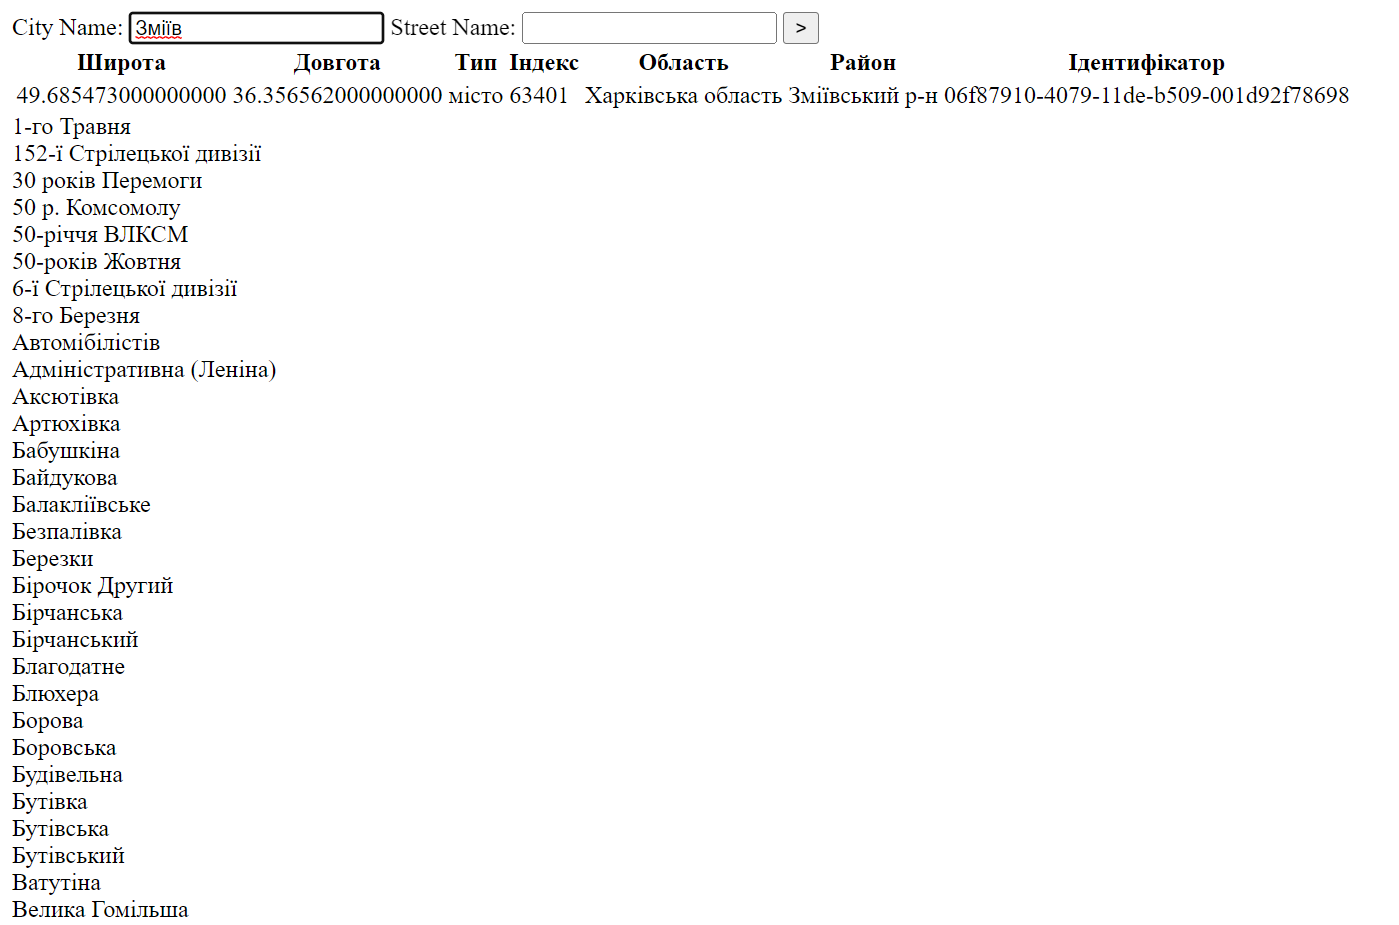 City Name: Зміїв Street Name: >
Широта Довгота Тип Індекс Область Район Ідентифікатор
49.685473000000000 36.356562000000000 місто 63401 Харківська область Зміївський р-н 06f87910-4079-11de-b509-001d92f78698
1-го Травня
152-ї Стрілецької дивізії
30 років Перемоги
50 р. Комсомолу
50-річчя ВЛКСМ
50-років Жовтня
6-ї Стрілецької дивізії
8-го Березня
Автомібілістів
Адміністративна (Леніна)
Аксютівка
Артюхівка
Бабушкіна
Байдукова
Балакліївське
Безпалівка
Березки
Бірочок Другий
Бірчанська
Бірчанський
Благодатне
Блюхера
Борова
Боровська
Будівельна
Бутівка
Бутівська
Бутівський
Ватутіна
Велика Гомільша